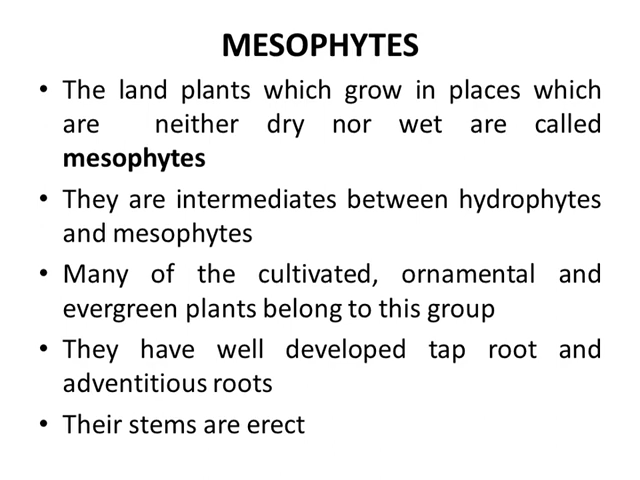 MESOPHYTES
• The land plants which grow in places which
are neither dry nor wet are called
mesophytes
• They are intermediates between hydrophytes
and mesophytes
• Many of the cultivated, ornamental and
evergreen plants belong to this group
• They have well developed tap root and
adventitious roots
• Their stems are erect